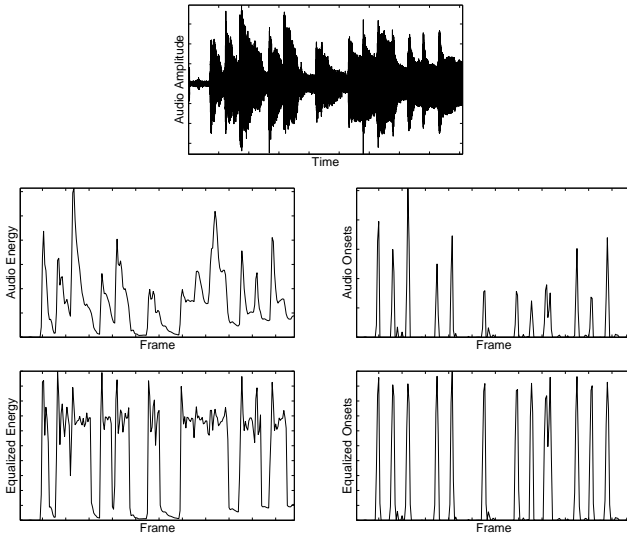 Audio Amplitude
Time
Audio Energy
Frame
Audio Onsets
Frame
Equalized Energy
Frame
Equalized Onsets
Frame